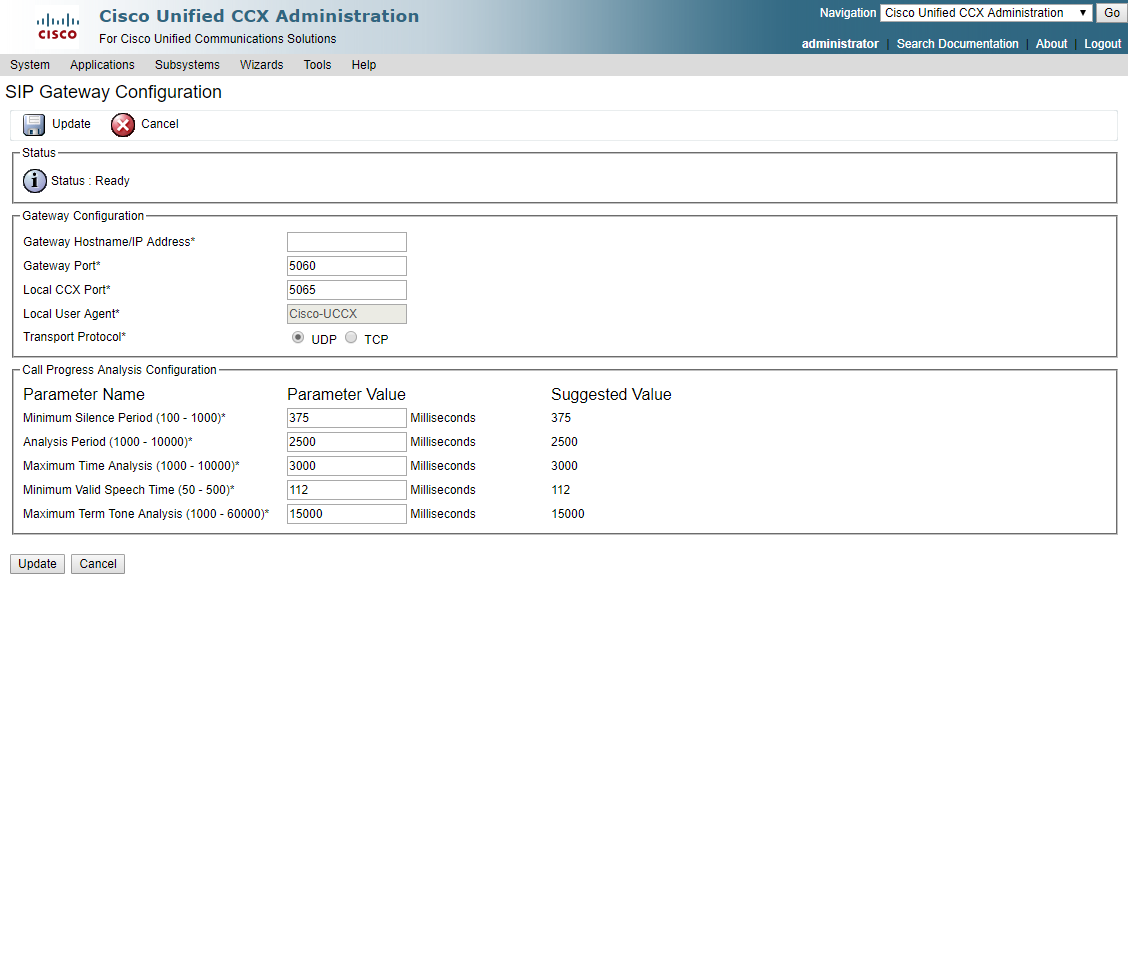 Cisco Unified CCX Administration
For Cisco Unified Communications Solutions
Navigation Cisco Unified CCX Administration Go
administrator | Search Documentation | About | Logout
CISCO
System Applications Subsystems Wizards Tools Help
SIP Gateway Configuration
Update Cancel
Status
Status : Ready
Gateway Configuration
Gateway Hostname/IP Address*
Gateway Port* 5060
Local CCX Port* 5065
Local User Agent* Cisco-UCCX
Transport Protocol* UDP TCP
Call Progress Analysis Configuration
Parameter Name Parameter Value Suggested Value
Minimum Silence Period (100 - 1000)* 375 Milliseconds 375
Analysis Period (1000 - 10000)* 2500 Milliseconds 2500
Maximum Time Analysis (1000 - 10000)* 3000 Milliseconds 3000
Minimum Valid Speech Time (50 - 500)* 112 Milliseconds 112
Maximum Term Tone Analysis (1000 - 60000)* 15000 Milliseconds 15000
Update Cancel